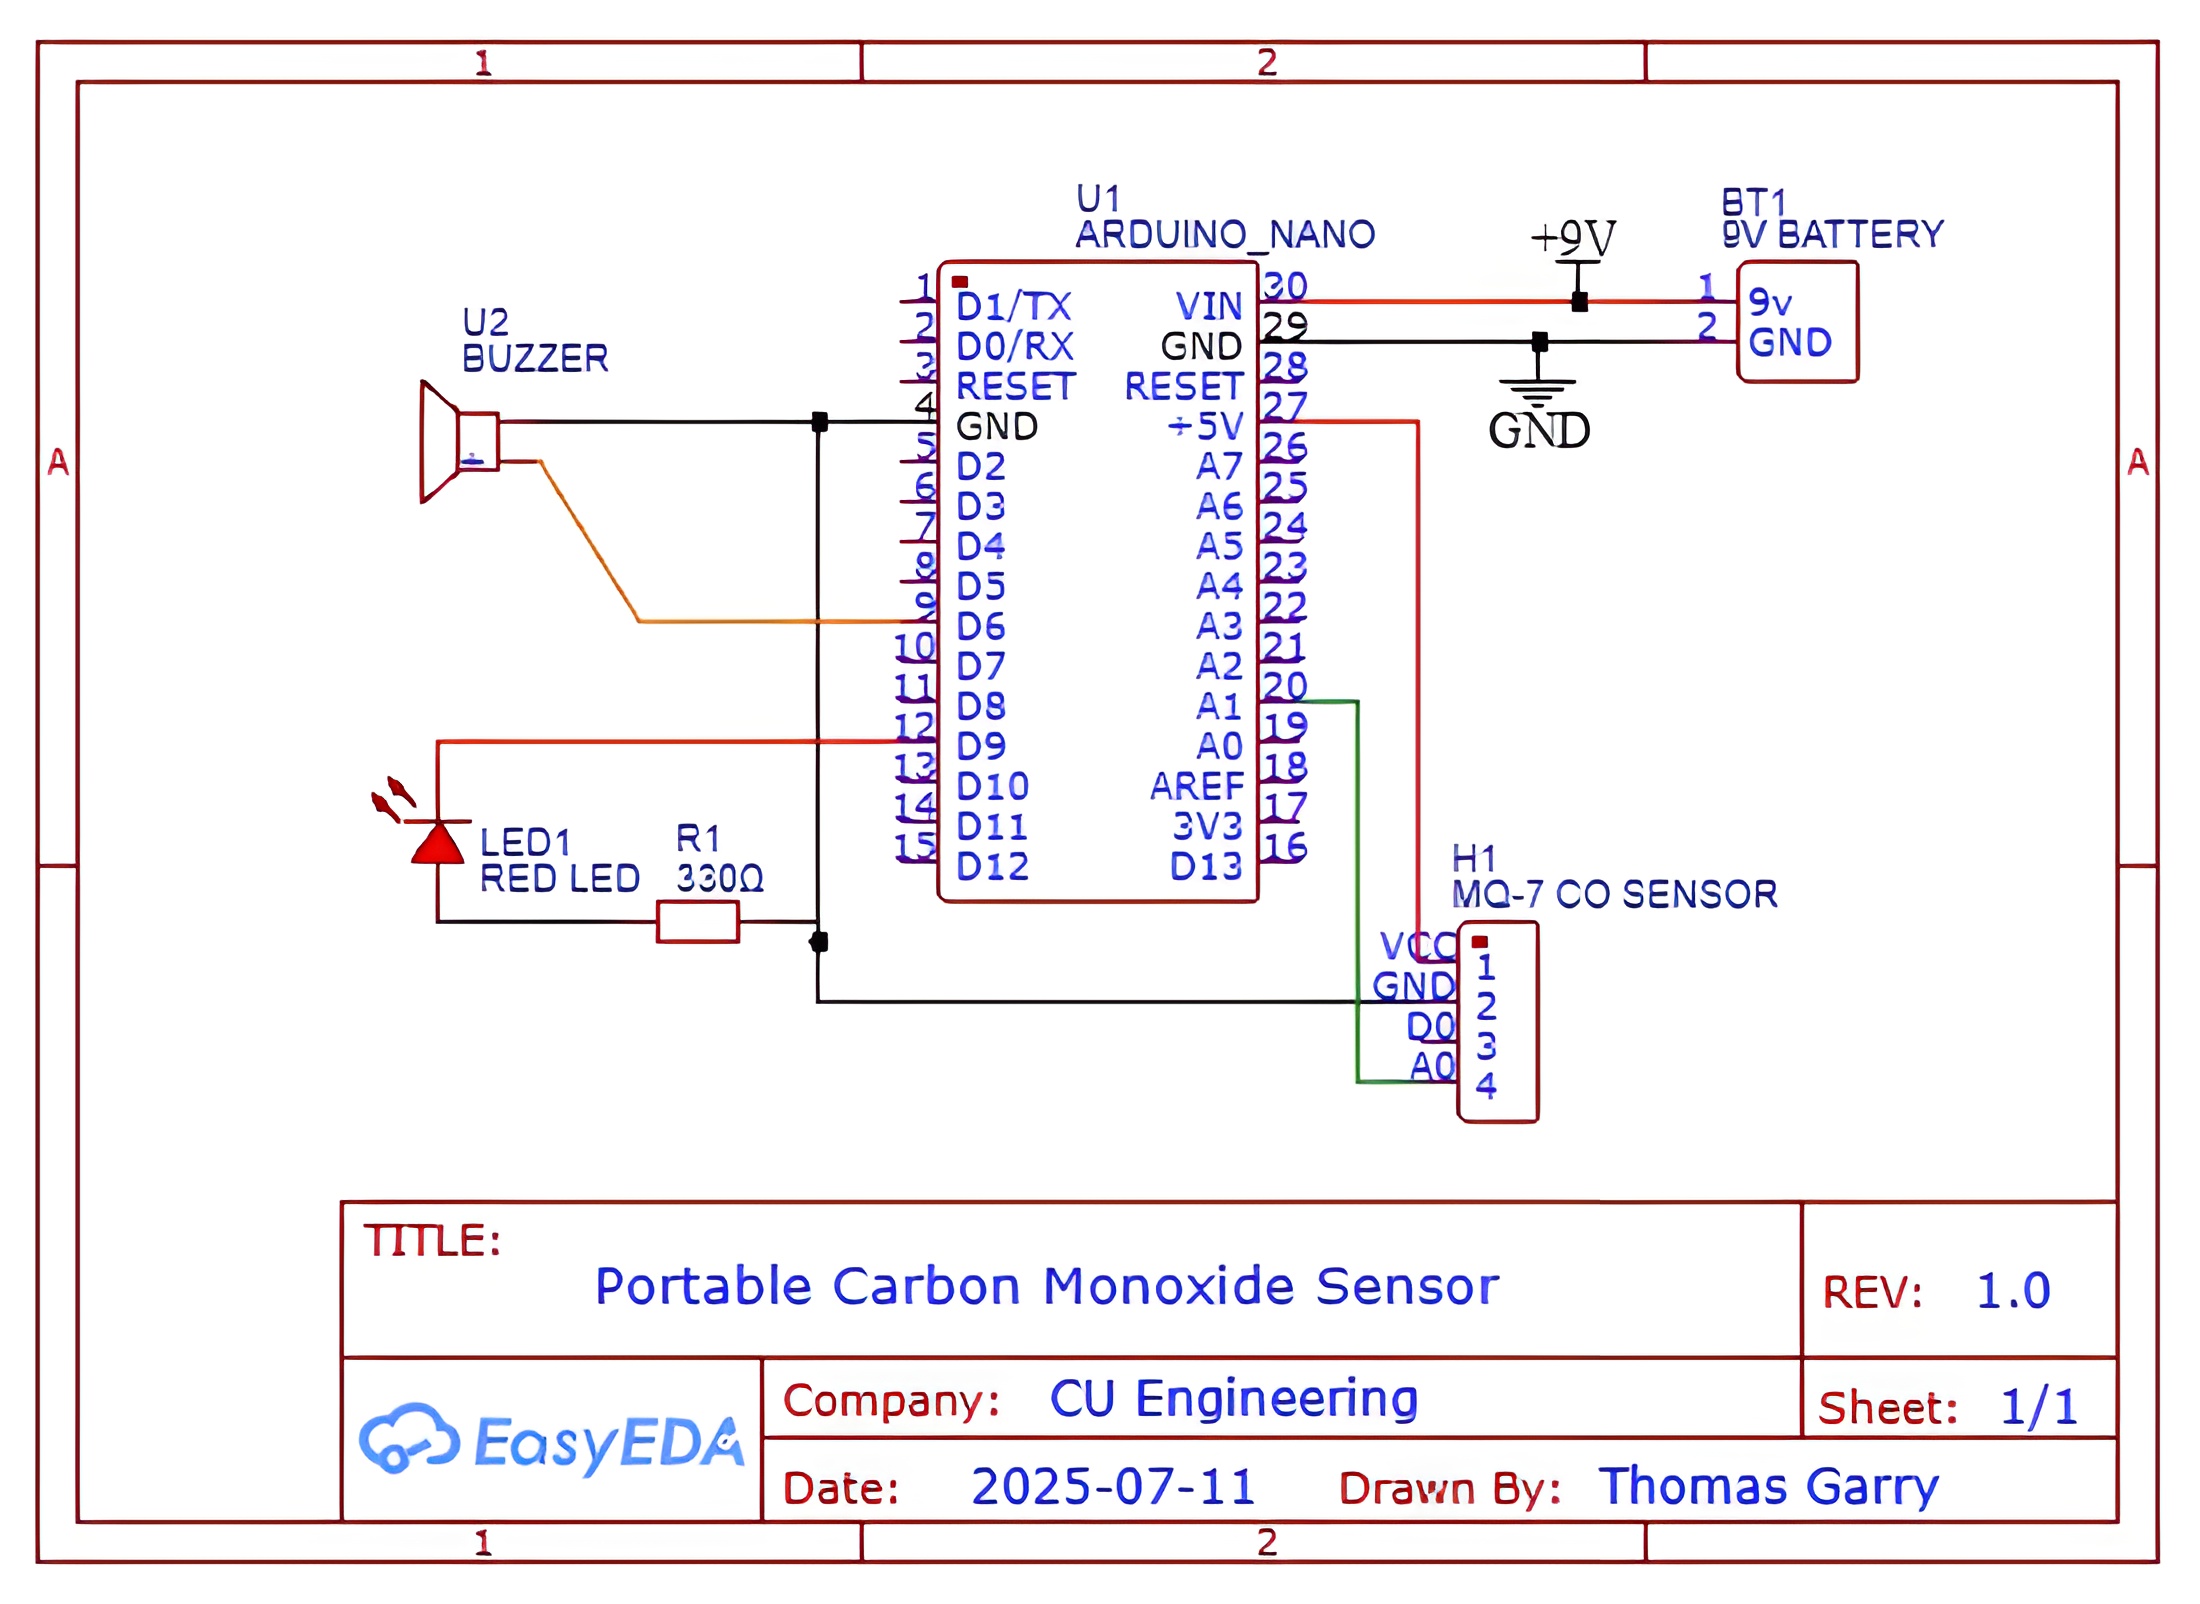 1 2
U1
ARDUINO_NANO
+9V
BT1
9V BATTERY
1 D1/TX VIN 30 1 9v
2 D0/RX GND 29 2 GND
3 RESET RESET 28
4 GND +5V 27
GND
5 D2 A7 26
6 D3 A6 25
7 D4 A5 24
8 D5 A4 23
9 D6 A3 22
10 D7 A2 21
11 D8 A1 20
12 D9 A0 19
13 D10 AREF 18
14 D11 3V3 17
15 D12 D13 16
U2
BUZZER
+
A A
LED1
RED LED
R1
330Ω
H1
MQ-7 CO SENSOR
VCC 1
GND 2
D0 3
A0 4
TITLE:
Portable Carbon Monoxide Sensor
REV: 1.0
EasyEDA
Company: CU Engineering
Sheet: 1/1
Date: 2025-07-11 Drawn By: Thomas Garry
1 2